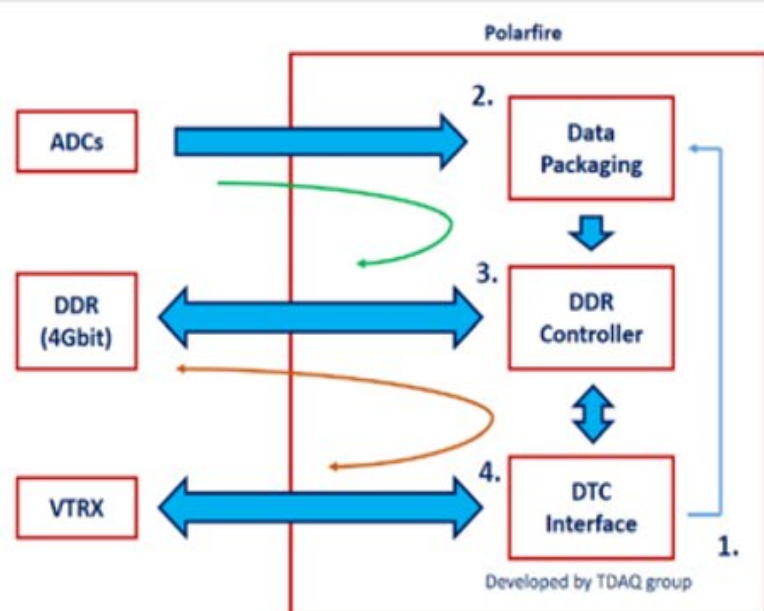 Polarfire
ADCs
2.
Data
Packaging
DDR
(4Gbit)
3.
DDR
Controller
VTRX
4.
DTC
Interface
1.
Developed by TDAQ group